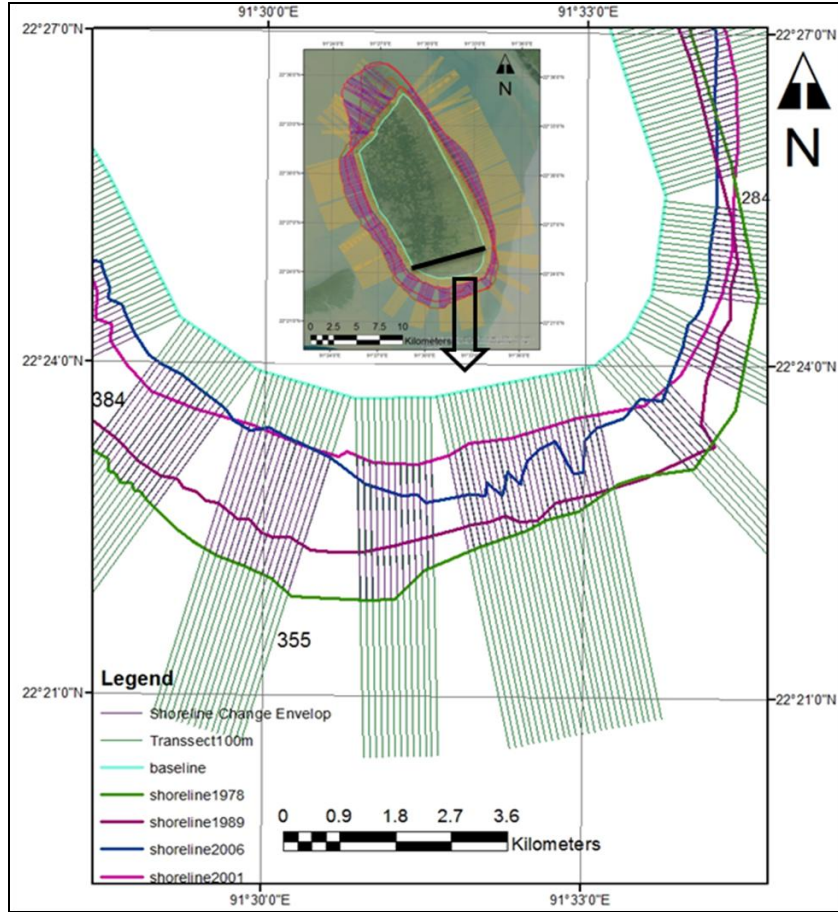 91°30'0"E 91°33'0"E
22°27'0"N 22°27'0"N
N
N
284
0 2.5 5 7.5 10
Kilometers
22°24'0"N 22°24'0"N
384
355
22°21'0"N 22°21'0"N
Legend
Shoreline Change Envelop
Transsect100m
baseline
shoreline1978
shoreline1989
shoreline2006
shoreline2001
0 0.9 1.8 2.7 3.6
Kilometers
91°30'0"E 91°33'0"E